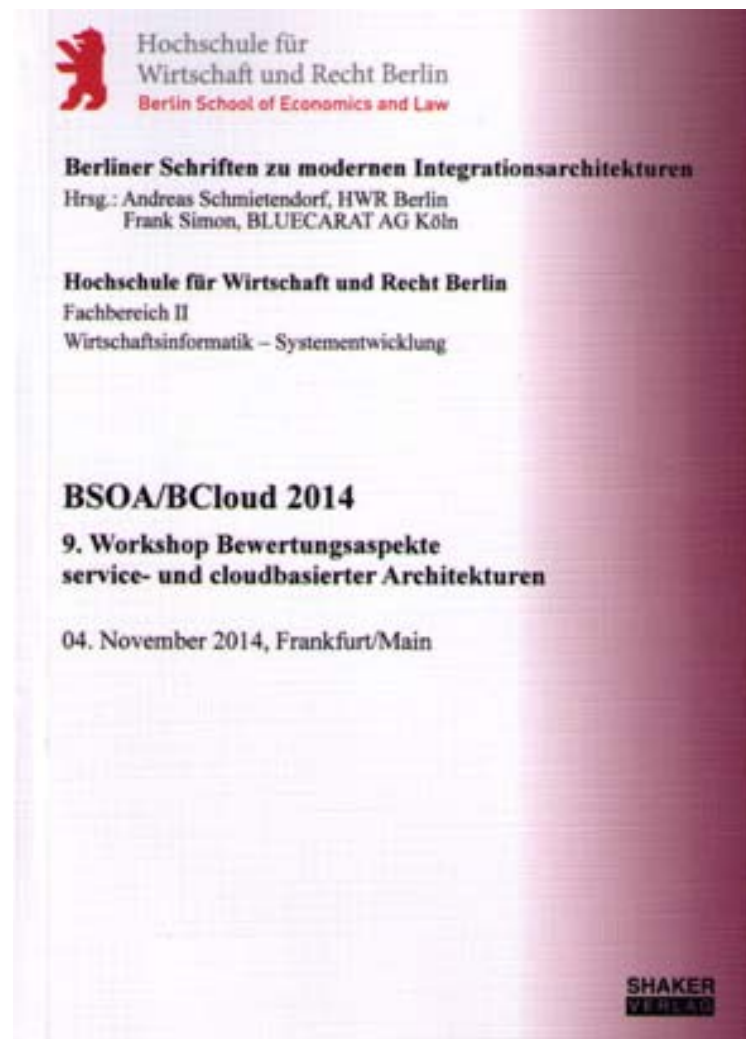 Hochschule für
Wirtschaft und Recht Berlin
Berlin School of Economics and Law
Berliner Schriften zu modernen Integrationsarchitekturen
Hrsg.: Andreas Schmietendorf, HWR Berlin
Frank Simon, BLUECARAT AG Köln
Hochschule für Wirtschaft und Recht Berlin
Fachbereich II
Wirtschaftsinformatik – Systementwicklung
BSOA/BCloud 2014
9. Workshop Bewertungsaspekte
service- und cloudbasierter Architekturen
04. November 2014, Frankfurt/Main
SHAKER
VERLAG